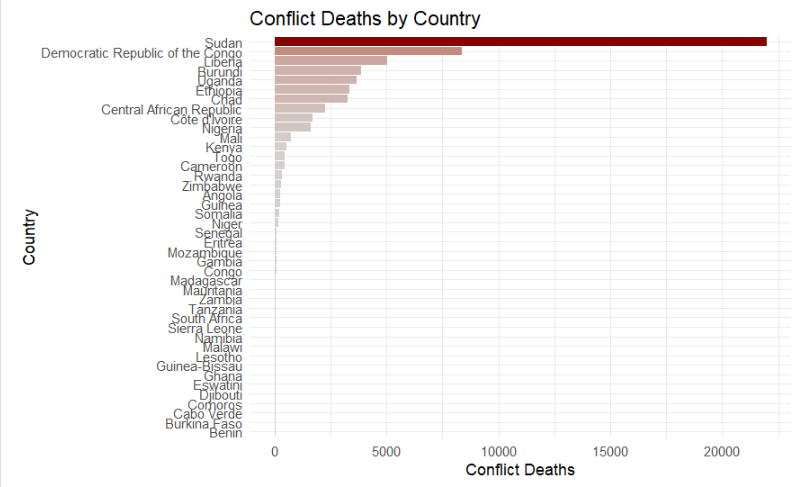 Conflict Deaths by Country
Sudan
Democratic Republic of the Congo
Liberia
Burundi
Uganda
Ethiopia
Chad
Central African Republic
Côte d'Ivoire
Nigeria
Mali
Kenya
Togo
Cameroon
Rwanda
Zimbabwe
Angola
Guinea
Somalia
Niger
Senegal
Eritrea
Mozambique
Gambia
Congo
Madagascar
Mauritania
Zambia
Tanzania
South Africa
Sierra Leone
Namibia
Malawi
Lesotho
Guinea-Bissau
Ghana
Eswatini
Djibouti
Comoros
Cabo Verde
Burkina Faso
Benin
Country
0 5000 10000 15000 20000
Conflict Deaths